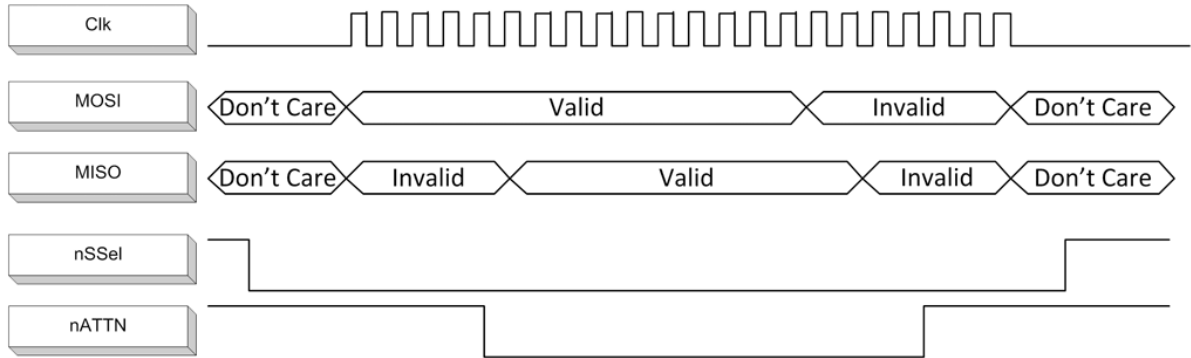 Clk
MOSI
Don't Care
Valid
Invalid
Don't Care
MISO
Don't Care
Invalid
Valid
Invalid
Don't Care
nSSel
nATTN